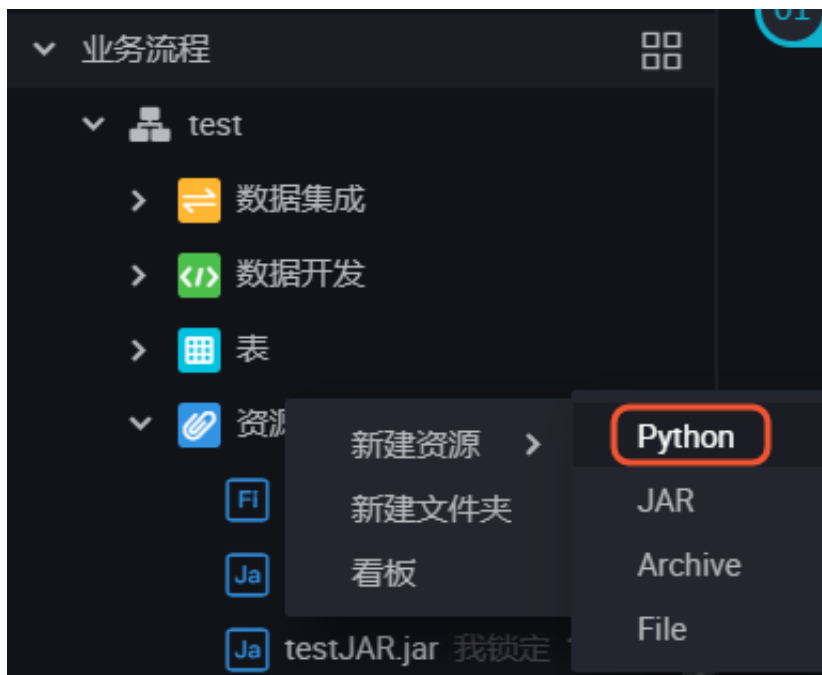 01
业务流程
test
数据集成
数据开发
表
资源
新建资源
Python
新建文件夹
JAR
看板
Archive
File
Fi
Ja
Ja testJAR.jar 我锁定